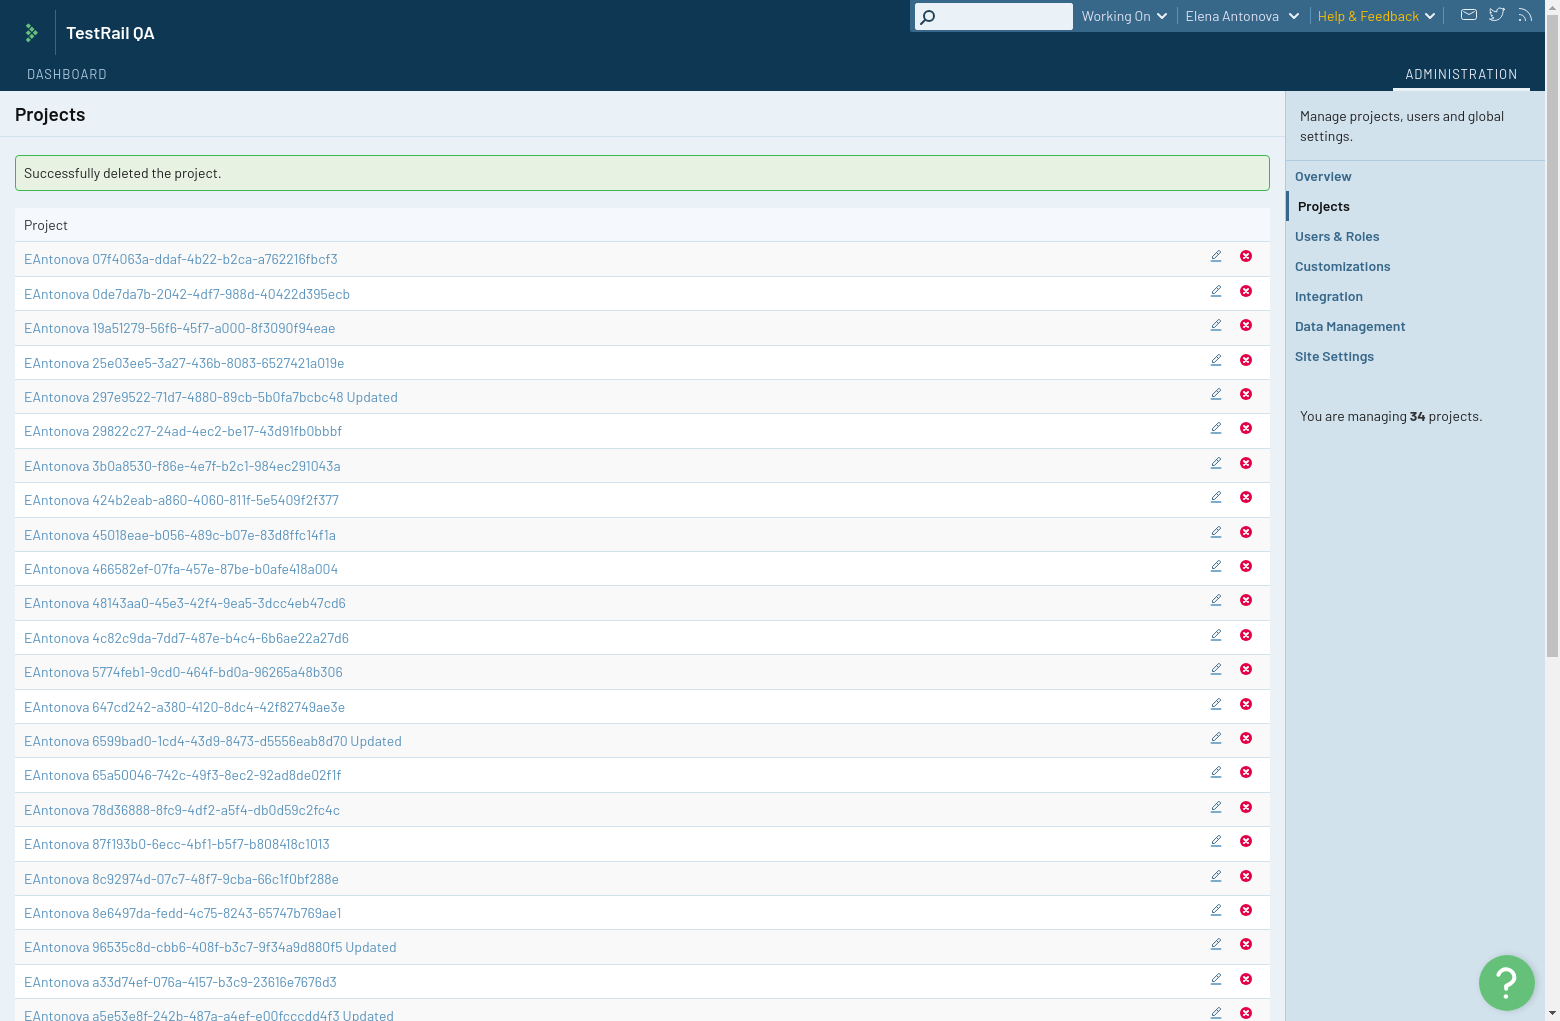 TestRail QA
Working On
Elena Antonova
Help & Feedback
DASHBOARD
ADMINISTRATION
Projects
Successfully deleted the project.
Project
EAntonova 07f4063a-ddaf-4b22-b2ca-a762216fbcf3
EAntonova 0de7da7b-2042-4df7-988d-40422d395ecb
EAntonova 19a51279-56f6-45f7-a000-8f3090f94eae
EAntonova 25e03ee5-3a27-436b-8083-6527421a019e
EAntonova 297e9522-71d7-4880-89cb-5b0fa7bcbc48 Updated
EAntonova 29822c27-24ad-4ec2-be17-43d91fb0bbbf
EAntonova 3b0a8530-f86e-4e7f-b2c1-984ec291043a
EAntonova 424b2eab-a860-4060-811f-5e5409f2f377
EAntonova 45018eae-b056-489c-b07e-83d8ffc14f1a
EAntonova 466582ef-07fa-457e-87be-b0afe418a004
EAntonova 48143aa0-45e3-42f4-9ea5-3dcc4eb47cd6
EAntonova 4c82c9da-7dd7-487e-b4c4-6b6ae22a27d6
EAntonova 5774feb1-9cd0-464f-bd0a-96265a48b306
EAntonova 647cd242-a380-4120-8dc4-42f82749ae3e
EAntonova 6599bad0-1cd4-43d9-8473-d5556eab8d70 Updated
EAntonova 65a50046-742c-49f3-8ec2-92ad8de02f1f
EAntonova 78d36888-8fc9-4df2-a5f4-db0d59c2fc4c
EAntonova 87f193b0-6ecc-4bf1-b5f7-b808418c1013
EAntonova 8c92974d-07c7-48f7-9cba-66c1f0bf288e
EAntonova 8e6497da-fedd-4c75-8243-65747b769ae1
EAntonova 96535c8d-cbb6-408f-b3c7-9f34a9d880f5 Updated
EAntonova a33d74ef-076a-4157-b3c9-23616e7676d3
EAntonova a5e53e8f-242b-487a-a4ef-e00fcccdd4f3 Updated
Manage projects, users and global
settings.
Overview
Projects
Users & Roles
Customizations
Integration
Data Management
Site Settings
You are managing 34 projects.
?